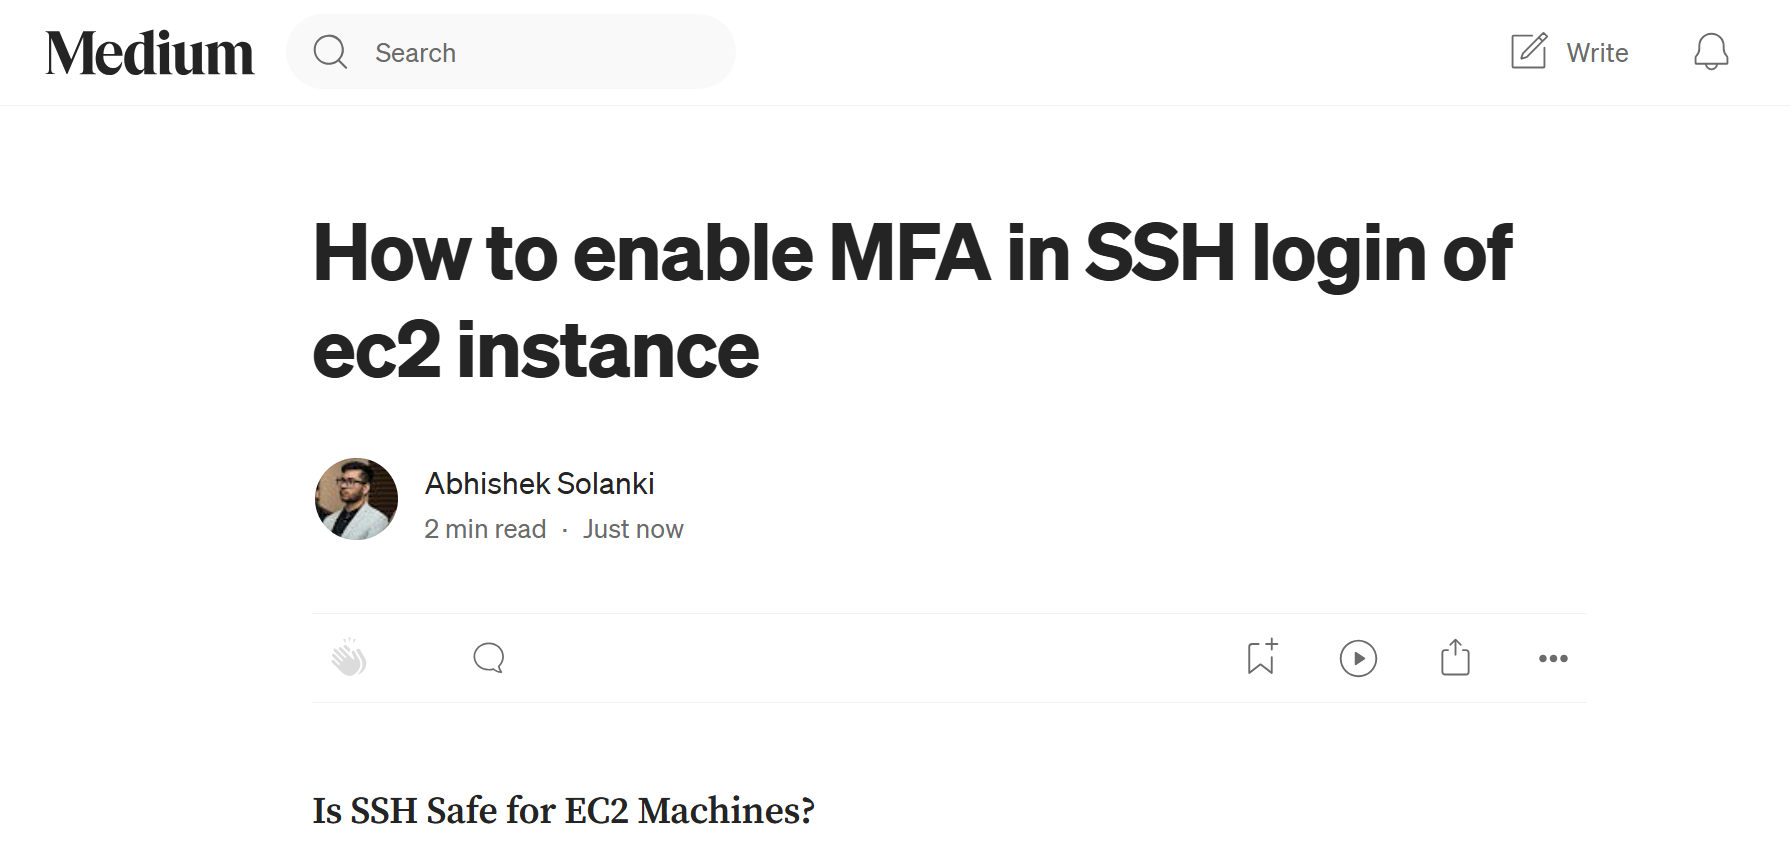 Medium
Search
Write
How to enable MFA in SSH login of
ec2 instance
Abhishek Solanki
2 min read · Just now
Is SSH Safe for EC2 Machines?